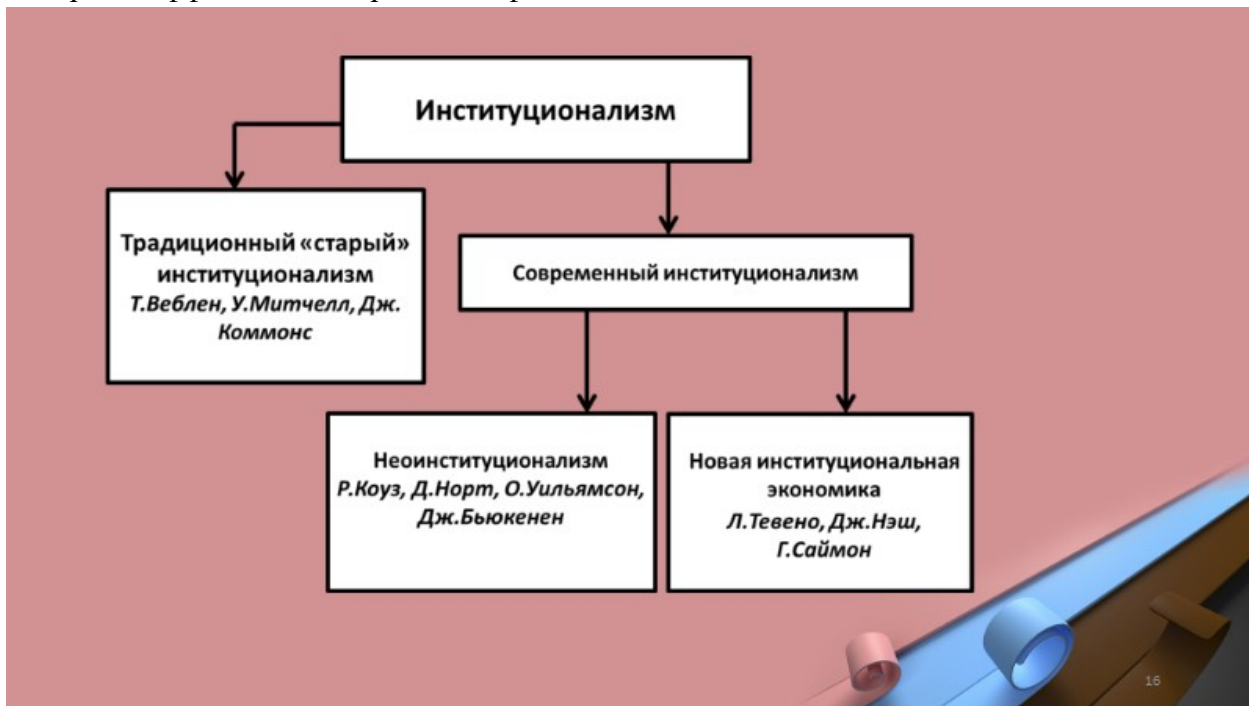 Институционализм
Традиционный «старый»
институционализм
Т.Веблен, У.Митчелл, Дж.
Коммонс
Современный институционализм
Неоинституционализм
Р.Коуз, Д.Норт, О.Уильямсон,
Дж.Бьюкенен
Новая институциональная
экономика
Л.Тевено, Дж.Нэш,
Г.Саймон
16